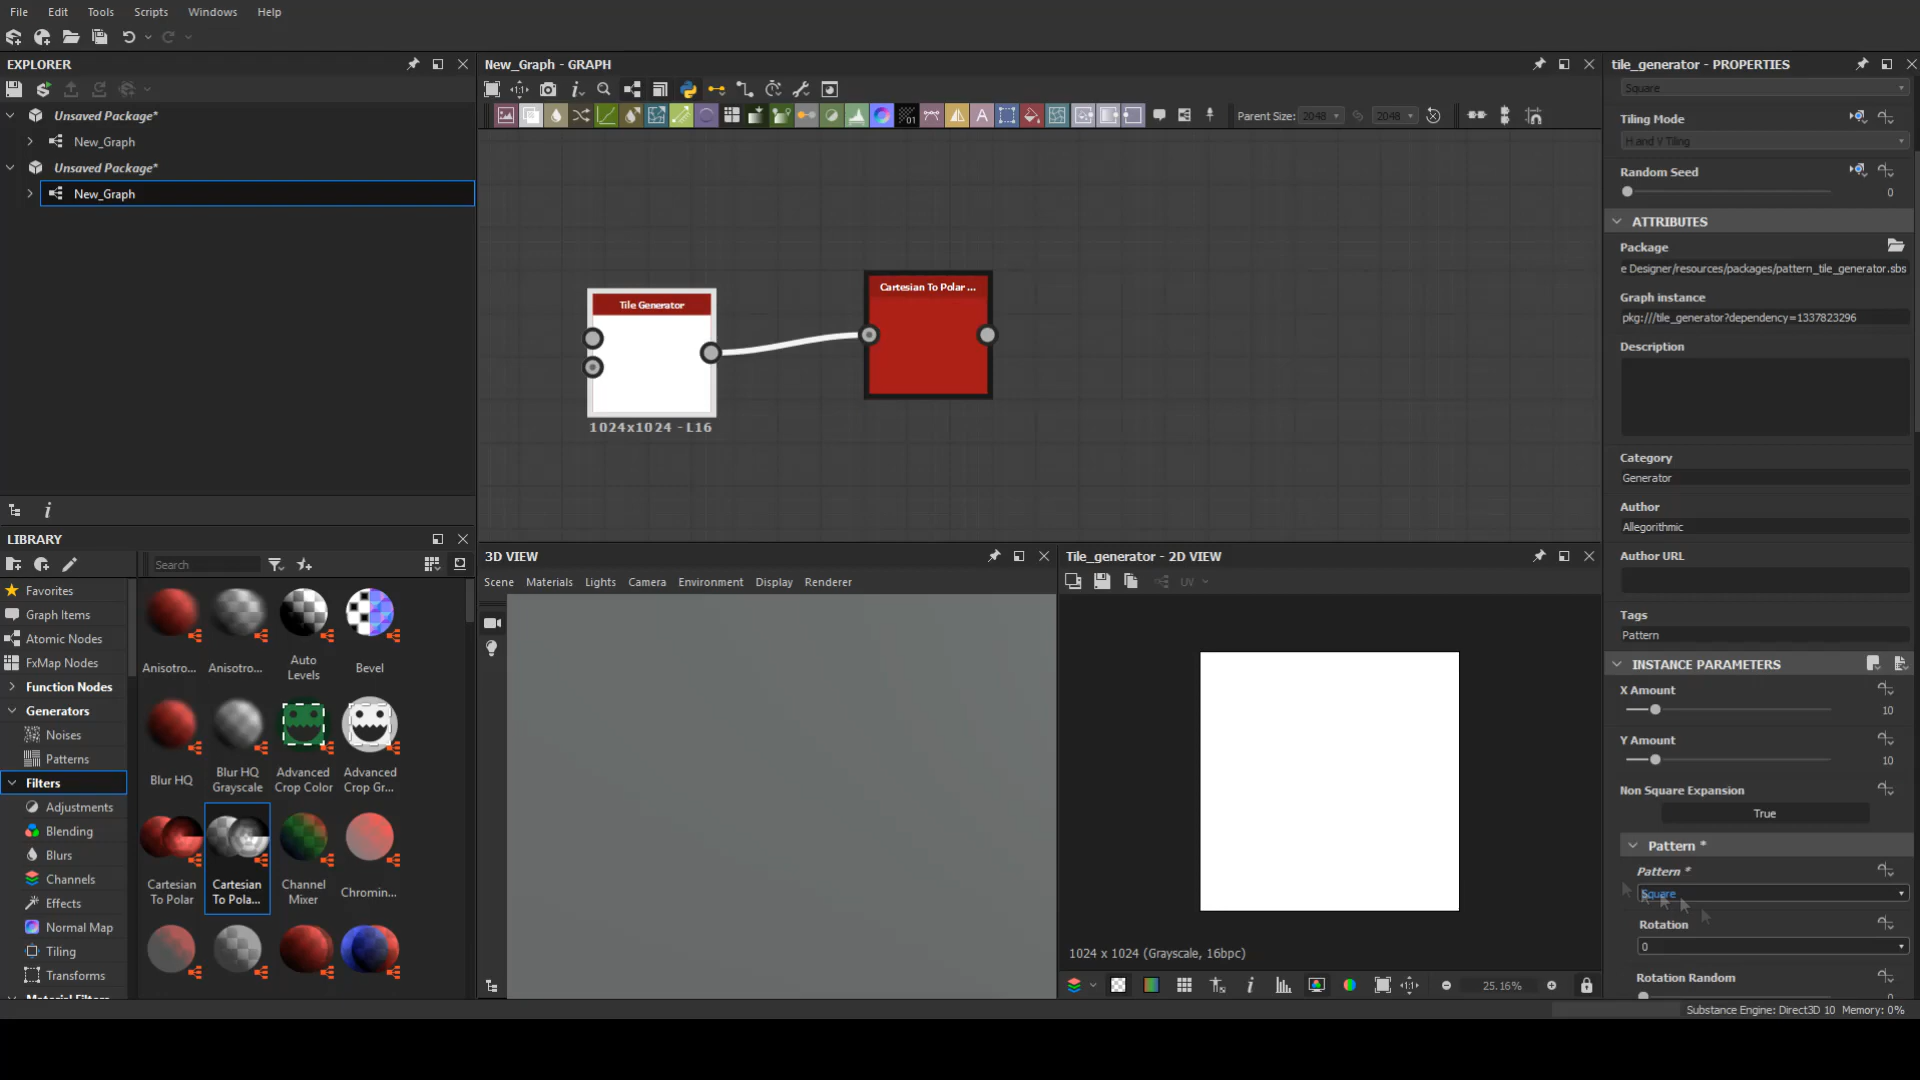 File Edit Tools Scripts Windows Help
EXPLORER
Unsaved Package*
New_Graph
Unsaved Package*
New_Graph
New_Graph - GRAPH
Parent Size: 2048 2048
Tile Generator
1024x1024 - L16
Cartesian To Polar ...
LIBRARY
Search
Favorites
Graph Items
Atomic Nodes
FxMap Nodes
Function Nodes
Generators
Noises
Patterns
Filters
Adjustments
Blending
Blurs
Channels
Effects
Normal Map
Tiling
Transforms
Material Filters
Anisotro... Anisotro... Auto Levels Bevel
Blur HQ Blur HQ Grayscale Advanced Crop Color Advanced Crop Gr...
Cartesian To Polar Cartesian To Pola... Channel Mixer Chromin...
3D VIEW
Scene Materials Lights Camera Environment Display Renderer
Tile_generator - 2D VIEW
UV
1024 x 1024 (Grayscale, 16bpc)
25.16%
tile_generator - PROPERTIES
Square
Tiling Mode
H and V Tiling
Random Seed
0
ATTRIBUTES
Package
e Designer/resources/packages/pattern_tile_generator.sbs
Graph instance
pkg:///tile_generator?dependency=1337823296
Description
Category
Generator
Author
Allegorithmic
Author URL
Tags
Pattern
INSTANCE PARAMETERS
X Amount
10
Y Amount
10
Non Square Expansion
True
Pattern *
Pattern *
Square
Rotation
0
Rotation Random
Substance Engine: Direct3D 10 Memory: 0%